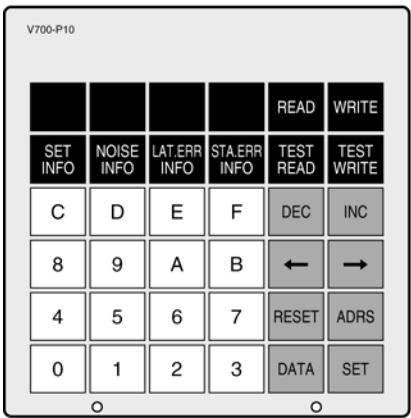 V700-P10
READ WRITE
SET INFO NOISE INFO LAT.ERR INFO STA.ERR INFO TEST READ TEST WRITE
C D E F DEC INC
8 9 A B ← →
4 5 6 7 RESET ADRS
0 1 2 3 DATA SET